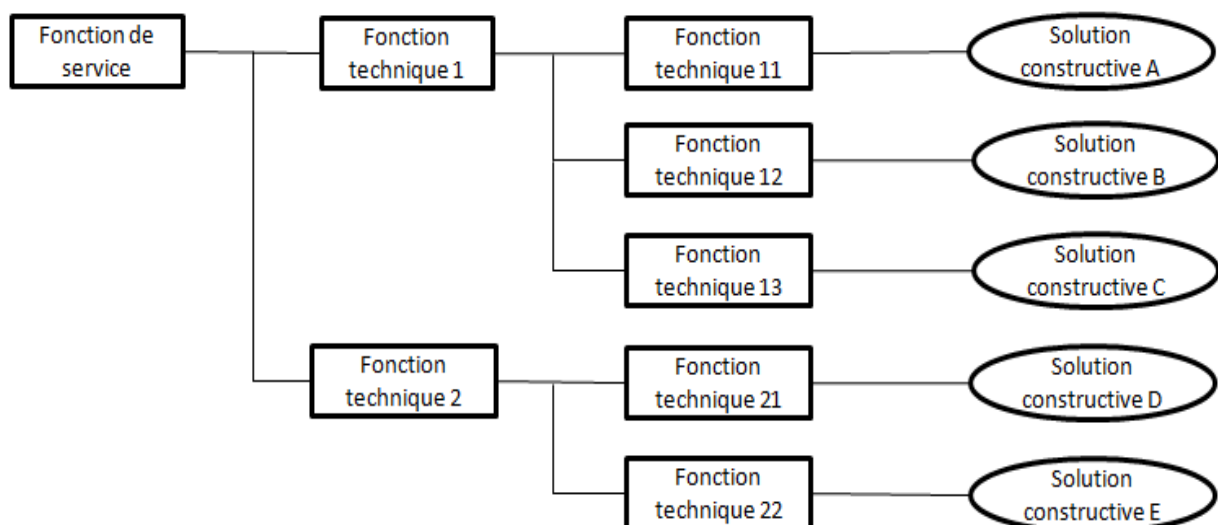 Fonction de
service
Fonction
technique 1
Fonction
technique 11
Solution
constructive A
Fonction
technique 12
Solution
constructive B
Fonction
technique 13
Solution
constructive C
Fonction
technique 2
Fonction
technique 21
Solution
constructive D
Fonction
technique 22
Solution
constructive E